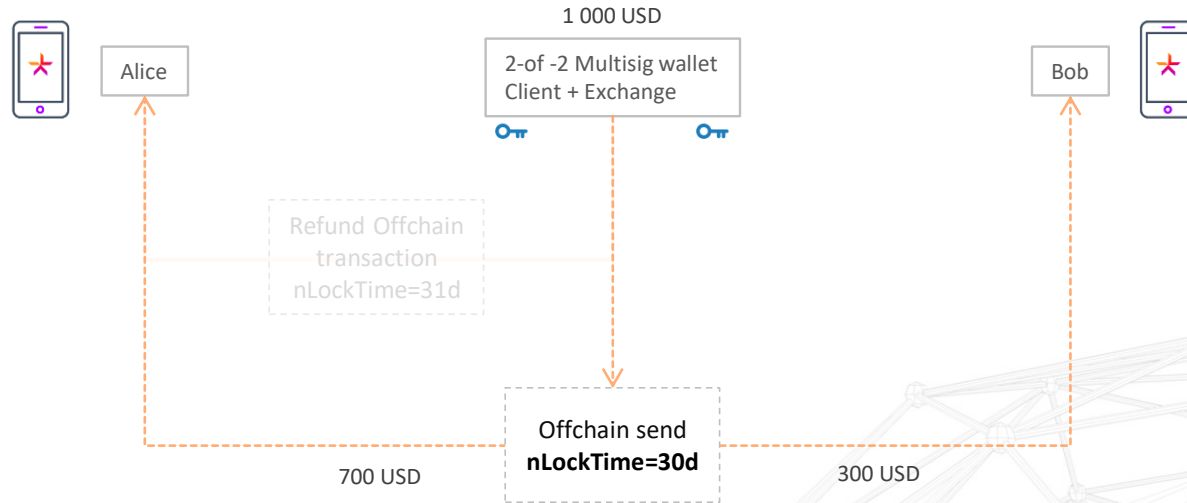 1 000 USD
Alice
2-of -2 Multisig wallet
Client + Exchange
Bob
Refund Offchain
transaction
nLockTime=31d
Offchain send
nLockTime=30d
700 USD
300 USD